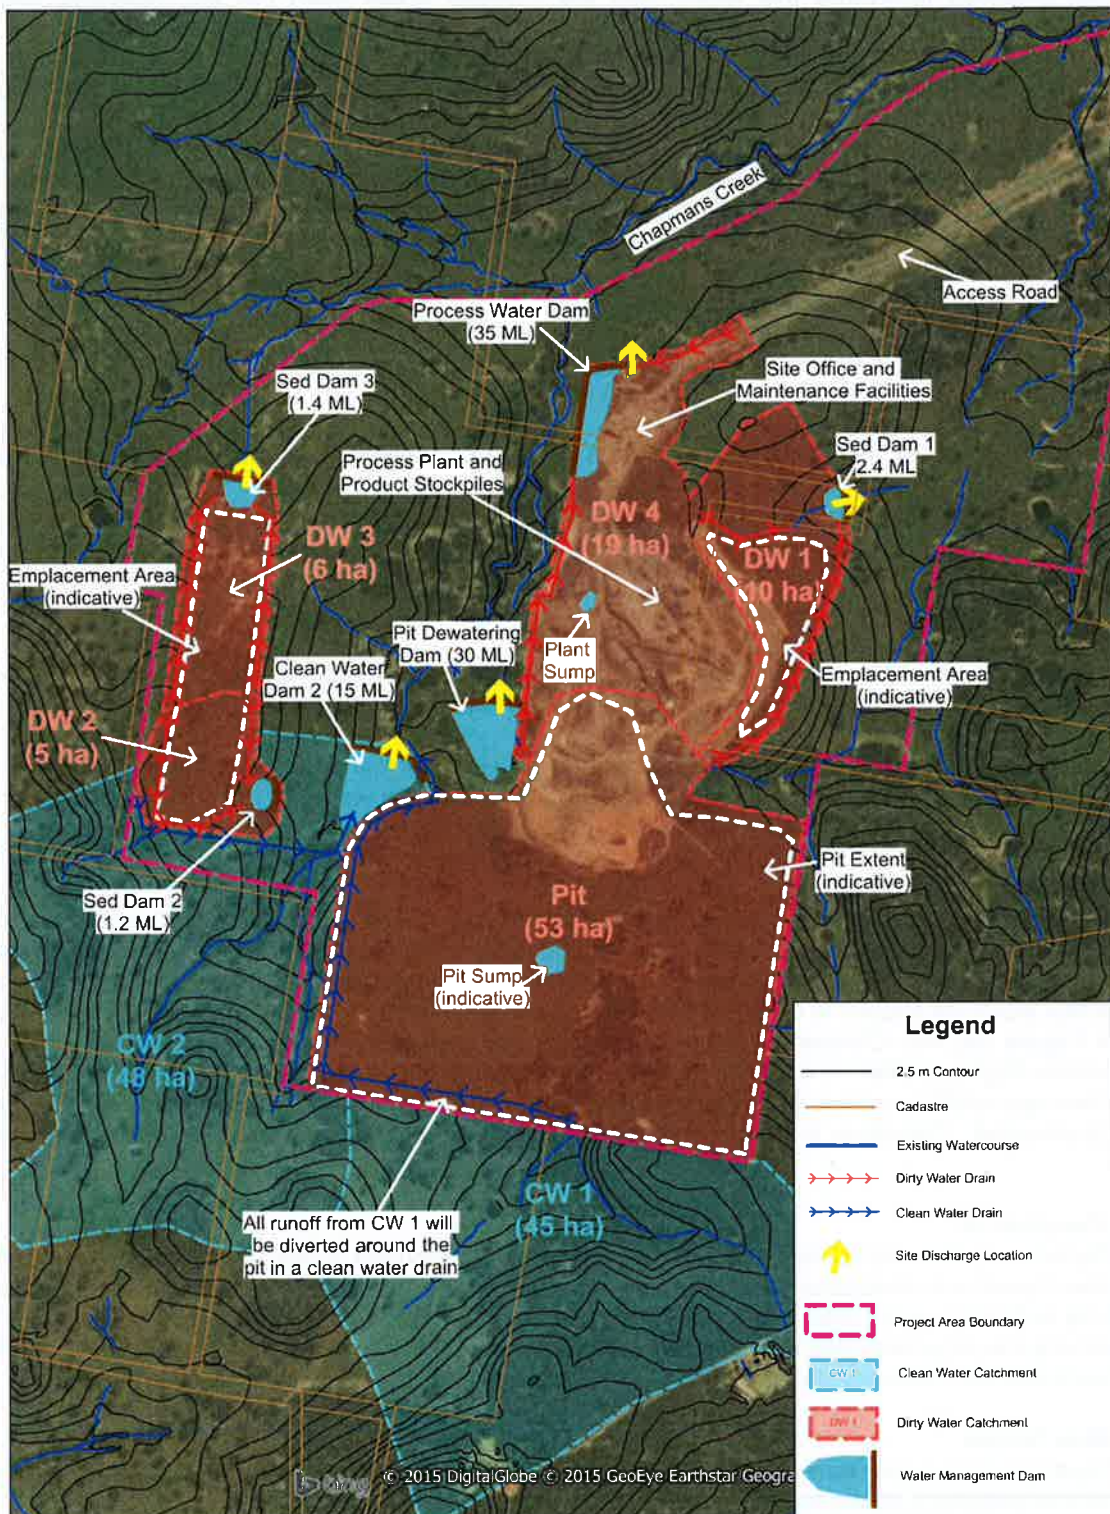 Chapmans Creek
Access Road
Process Water Dam
(35 ML)
Site Office and
Maintenance Facilities
Sed Dam 3
(1.4 ML)
Sed Dam 1
2.4 ML
Process Plant and
Product Stockpiles
DW 4
(19 ha)
DW 3
(6 ha)
DW 1
(10 ha)
Emplacement Area
(indicative)
Pit Dewatering
Dam (30 ML)
Plant
Sump
Clean Water
Dam 2 (15 ML)
Emplacement Area
(indicative)
DW 2
(5 ha)
Pit Extent
(indicative)
Sed Dam 2
(1.2 ML)
Pit
(53 ha)
Pit Sump
(indicative)
CW 2
(48 ha)
CW 1
(45 ha)
All runoff from CW 1 will
be diverted around the
pit in a clean water drain
Legend
2.5 m Contour
Cadastre
Existing Watercourse
Dirty Water Drain
Clean Water Drain
Site Discharge Location
Project Area Boundary
CW 1
Clean Water Catchment
DW 1
Dirty Water Catchment
Water Management Dam
bing
© 2015 DigitalGlobe © 2015 GeoEye Earthstar Geogra